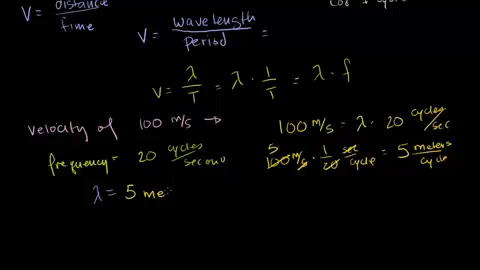 V = distance/time
V = wavelength/period =
V = λ/T = λ · 1/T = λ · f
velocity of 100 m/s →
100 m/s = λ · 20 cycles/sec
frequency = 20 cycles/second
5 100 m/s · 1/20 sec/cycle = 5 meters/cycle
λ = 5 me